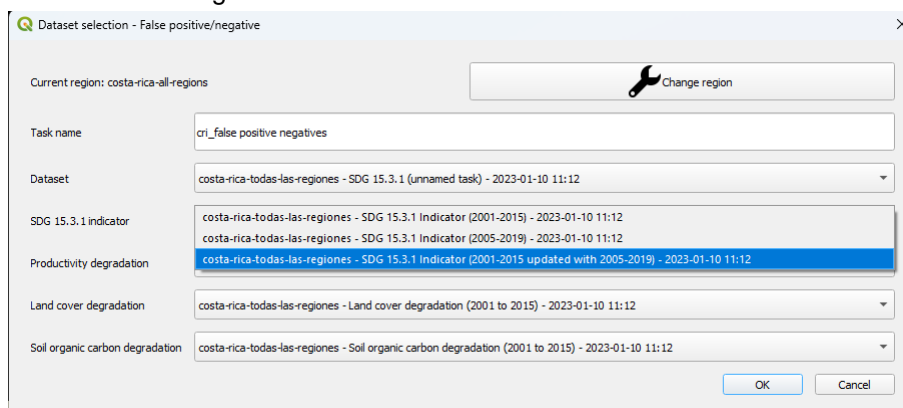 Dataset selection - False positive/negative
Current region: costa-rica-all-regions
Change region
Task name
cri_false positive negatives
Dataset
costa-rica-todas-las-regiones - SDG 15.3.1 (unnamed task) - 2023-01-10 11:12
SDG 15.3.1 indicator
costa-rica-todas-las-regiones - SDG 15.3.1 Indicator (2001-2015) - 2023-01-10 11:12
costa-rica-todas-las-regiones - SDG 15.3.1 Indicator (2005-2019) - 2023-01-10 11:12
Productivity degradation
costa-rica-todas-las-regiones - SDG 15.3.1 Indicator (2001-2015 updated with 2005-2019) - 2023-01-10 11:12
Land cover degradation
costa-rica-todas-las-regiones - Land cover degradation (2001 to 2015) - 2023-01-10 11:12
Soil organic carbon degradation
costa-rica-todas-las-regiones - Soil organic carbon degradation (2001 to 2015) - 2023-01-10 11:12
OK
Cancel